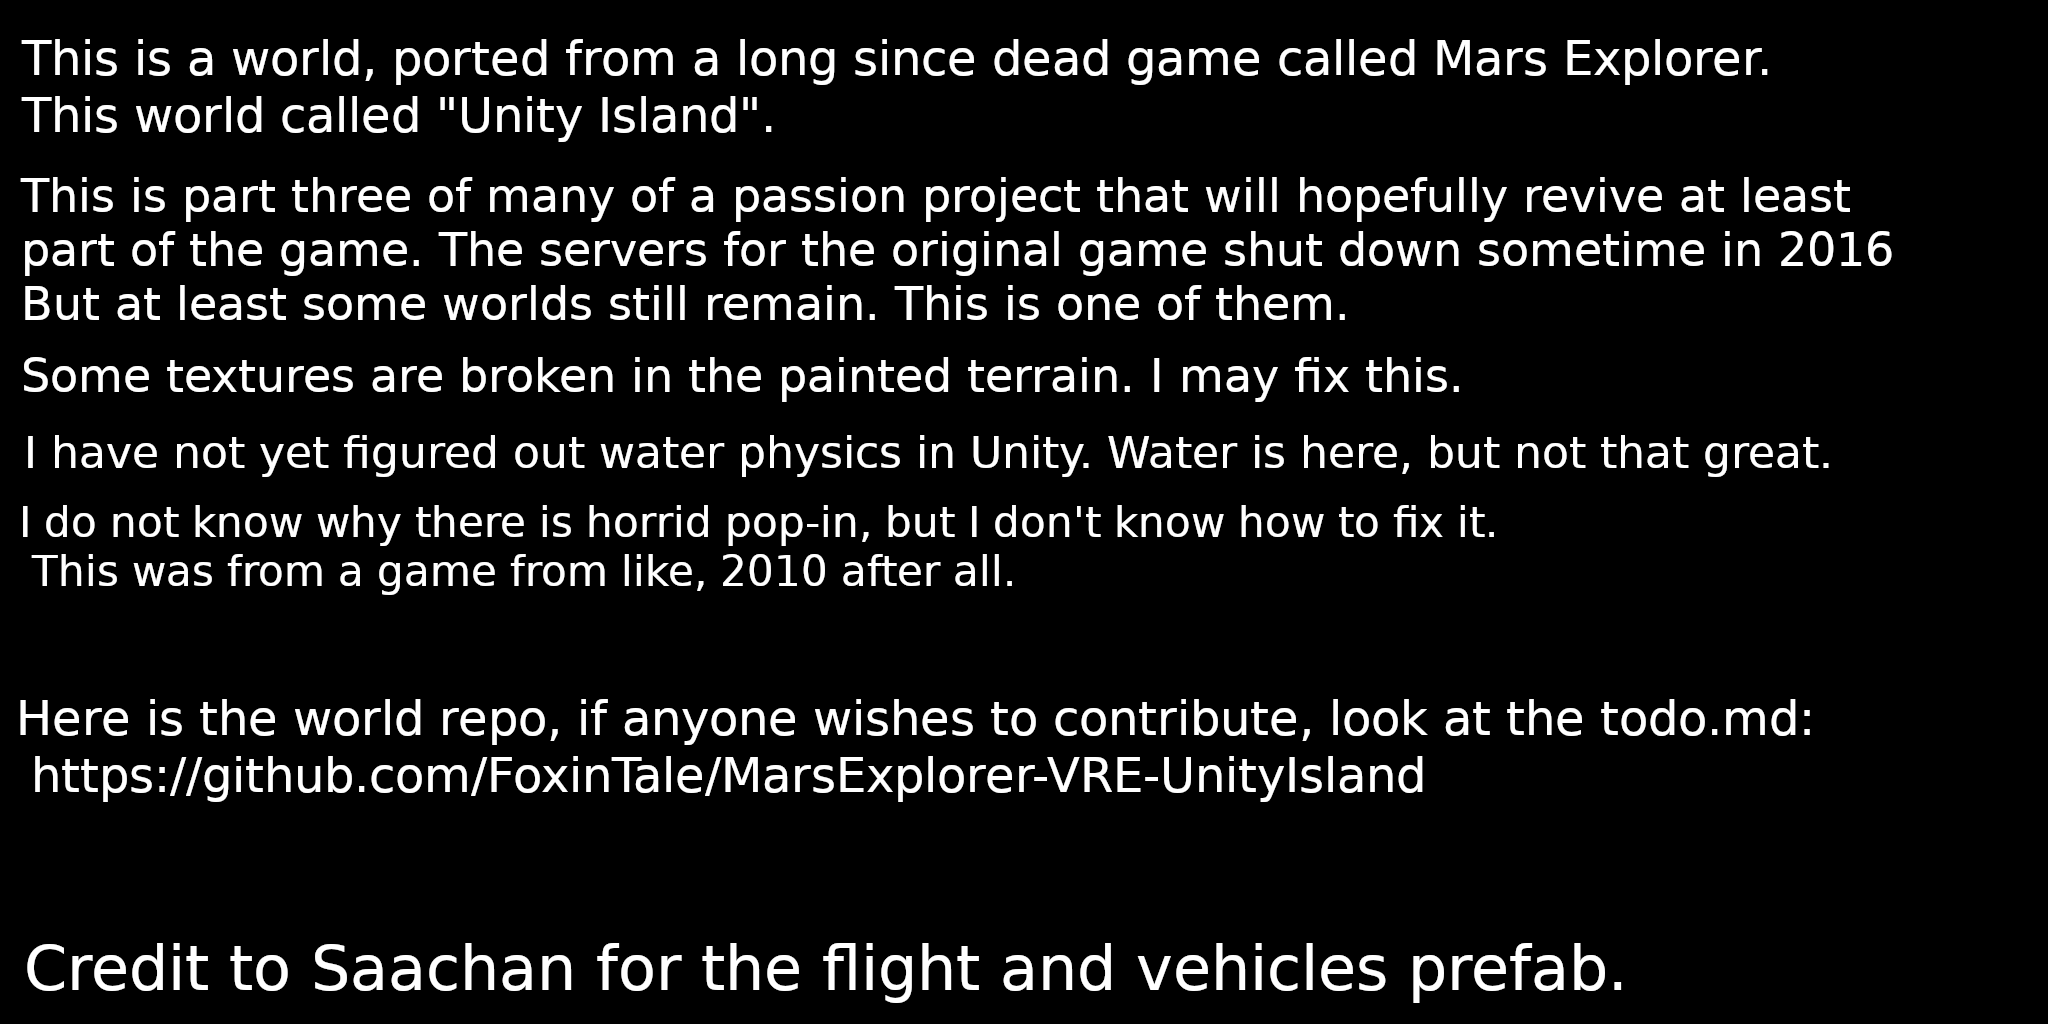 This is a world, ported from a long since dead game called Mars Explorer.
This world called "Unity Island".
This is part three of many of a passion project that will hopefully revive at least
part of the game. The servers for the original game shut down sometime in 2016
But at least some worlds still remain. This is one of them.
Some textures are broken in the painted terrain. I may fix this.
I have not yet figured out water physics in Unity. Water is here, but not that great.
I do not know why there is horrid pop-in, but I don't know how to fix it.
This was from a game from like, 2010 after all.
Here is the world repo, if anyone wishes to contribute, look at the todo.md:
https://github.com/FoxinTale/MarsExplorer-VRE-UnityIsland
Credit to Saachan for the flight and vehicles prefab.